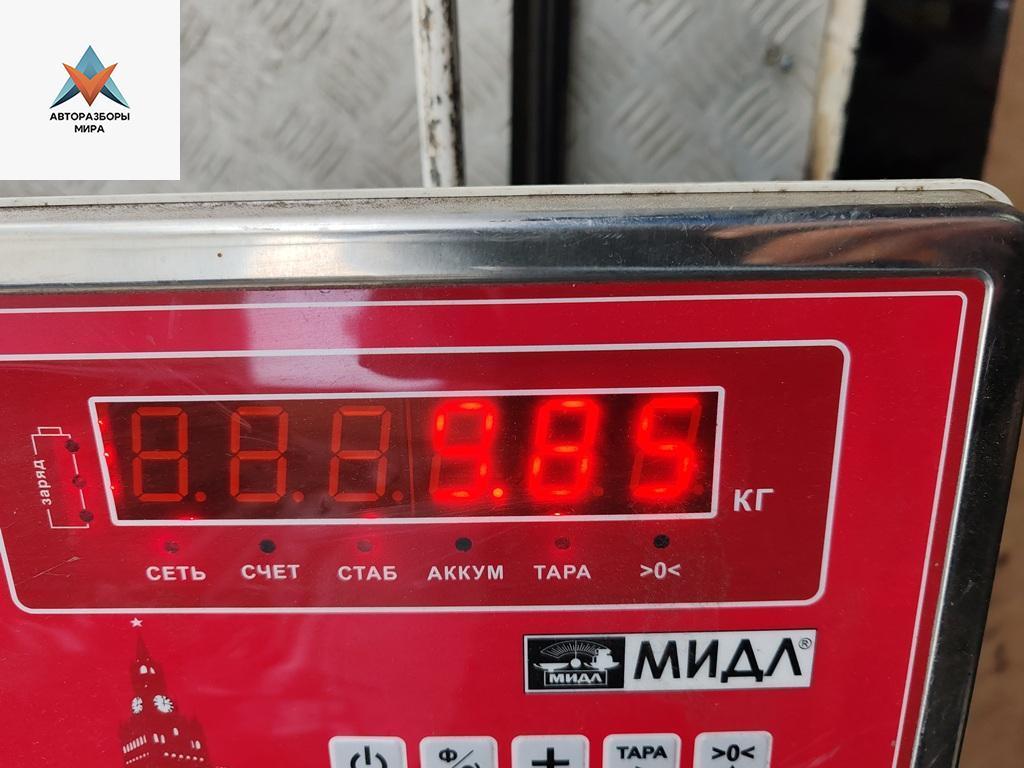 АВТОРАЗБОРЫ
МИРА
заряд
9.85
КГ
СЕТЬ СЧЕТ СТАБ АККУМ ТАРА >0<
МИДЛ МИДЛ®
Ф
+ ТАРА >0<